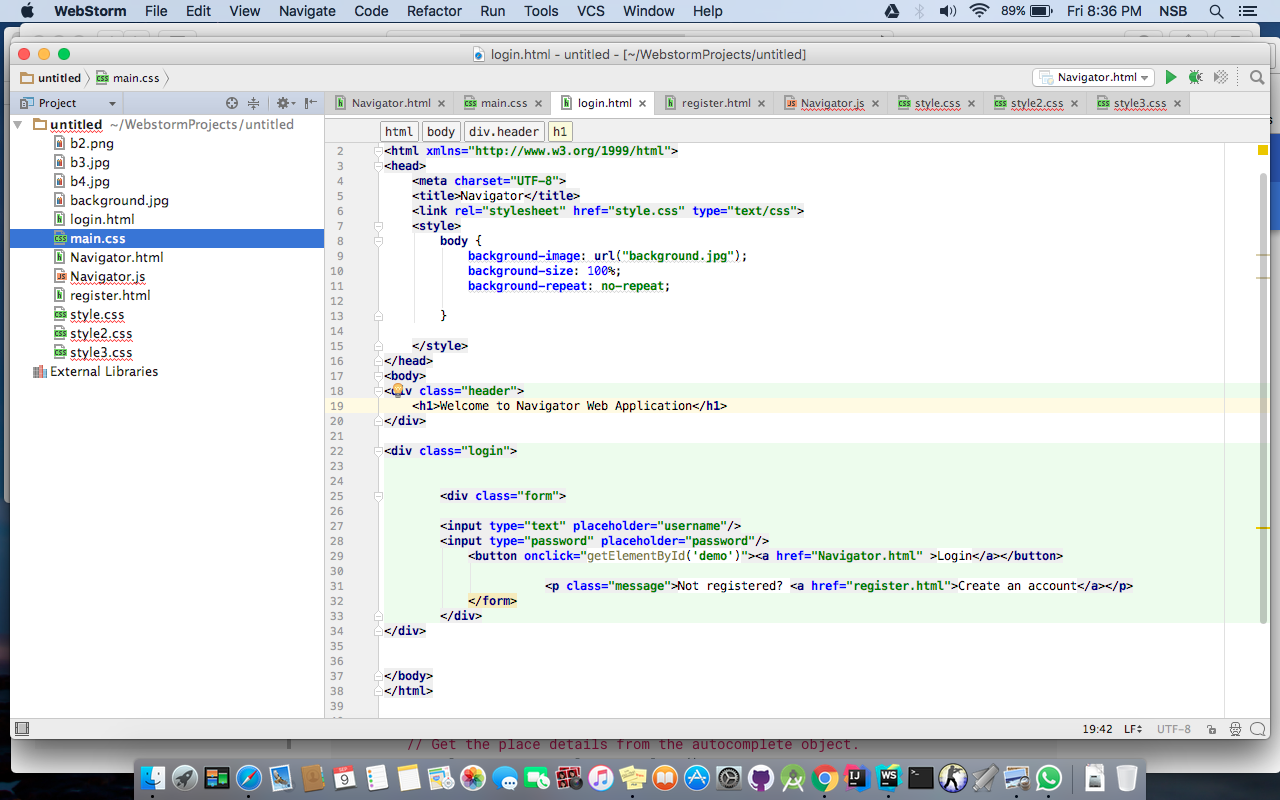 WebStorm File Edit View Navigate Code Refactor Run Tools VCS Window Help 89% Fri 8:36 PM NSB
login.html - untitled - [~/WebstormProjects/untitled]
untitled main.css Navigator.html
Project Navigator.html main.css login.html register.html Navigator.js style.css style2.css style3.css
untitled ~/WebstormProjects/untitled
b2.png
b3.jpg
b4.jpg
background.jpg
login.html
main.css
Navigator.html
Navigator.js
register.html
style.css
style2.css
style3.css
External Libraries
html body div.header h1
2 <html xmlns="http://www.w3.org/1999/html">
3 <head>
4 <meta charset="UTF-8">
5 <title>Navigator</title>
6 <link rel="stylesheet" href="style.css" type="text/css">
7 <style>
8 body {
9 background-image: url("background.jpg");
10 background-size: 100%;
11 background-repeat: no-repeat;
12
13 }
14
15 </style>
16 </head>
17 <body>
18 <div class="header">
19 <h1>Welcome to Navigator Web Application</h1>
20 </div>
21
22 <div class="login">
23
24
25 <div class="form">
26
27 <input type="text" placeholder="username"/>
28 <input type="password" placeholder="password"/>
29 <button onclick="getElementById('demo')"><a href="Navigator.html" >Login</a></button>
30
31 <p class="message">Not registered? <a href="register.html">Create an account</a></p>
32 </form>
33 </div>
34 </div>
35
36
37 </body>
38 </html>
39
19:42 LF UTF-8
// Get the place details from the autocomplete object.
SEP
9
IJ
WS